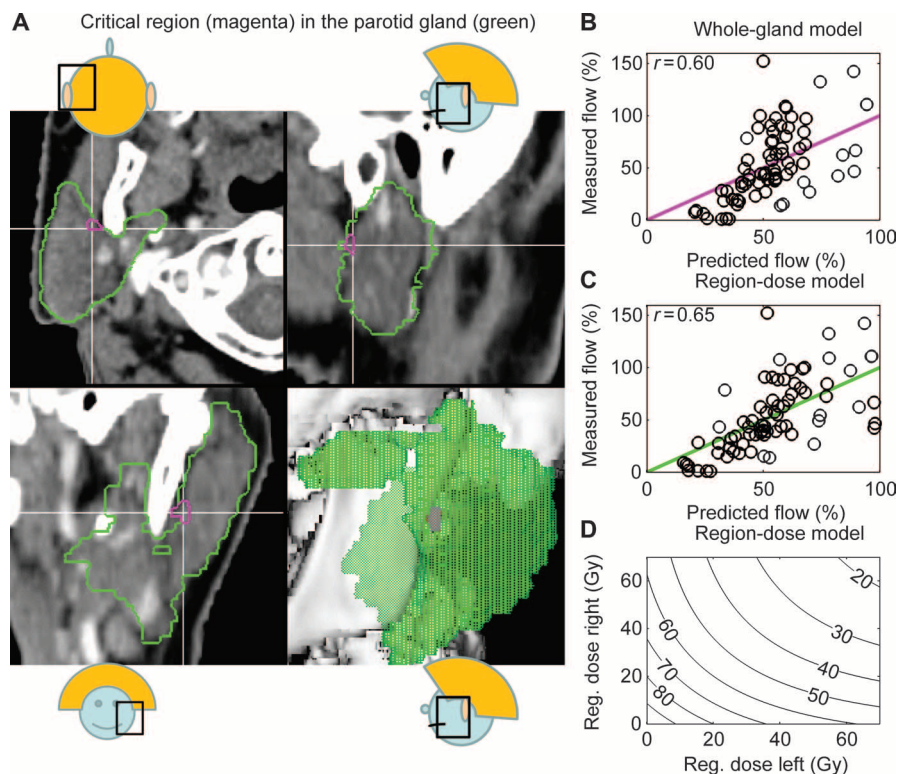 A
Critical region (magenta) in the parotid gland (green)
B
Whole-gland model
Measured flow (%)
150
100
50
0
r = 0.60
0
50
100
Predicted flow (%)
C
Region-dose model
Measured flow (%)
150
100
50
0
r = 0.65
0
50
100
Predicted flow (%)
D
Region-dose model
Reg. dose right (Gy)
60
40
20
0
20
30
40
50
60
70
80
0
20
40
60
Reg. dose left (Gy)